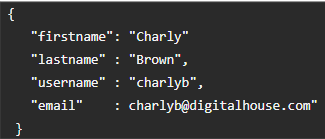 {
"firstname": "Charly"
"lastname" : "Brown",
"username" : "charlyb",
"email" : charlyb@digitalhouse.com"
}